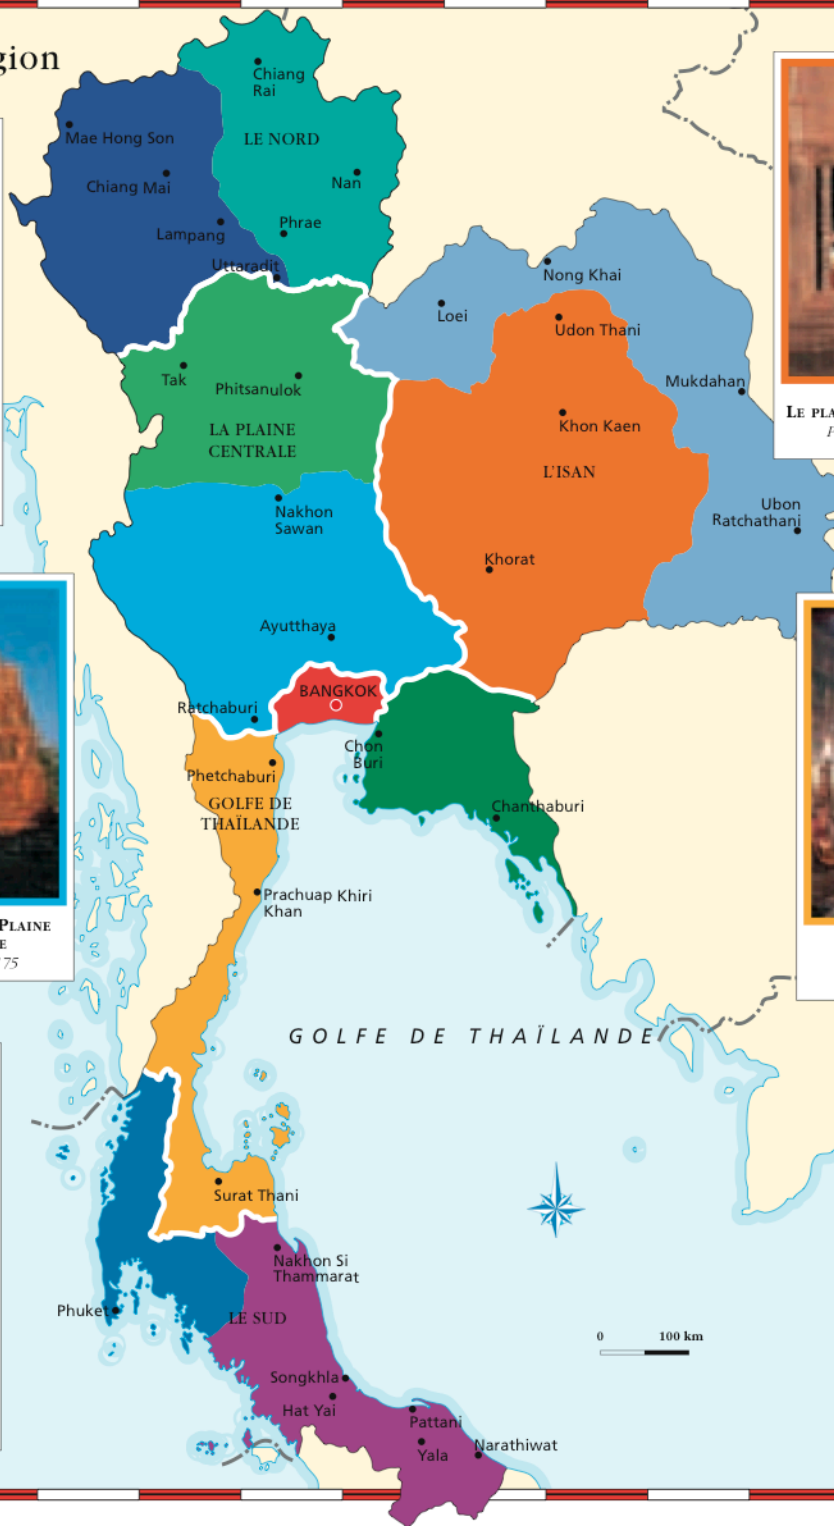 gion
Chiang
Rai
Mae Hong Son
LE NORD
Chiang Mai
Nan
Phrae
Lampang
Uttaradit
Nong Khai
Loei
Udon Thani
Tak
Phitsanulok
Mukdahan
LE PLA
P
LA PLAINE
CENTRALE
Khon Kaen
L'ISAN
Nakhon
Sawan
Ubon
Ratchathani
Khorat
Ayutthaya
BANGKOK
Ratchaburi
Chon
Buri
Phetchaburi
GOLFE DE
THAÏLANDE
Chanthaburi
Prachuap Khiri
Khan
PLAINE
E
175
GOLFE DE THAÏLANDE
Surat Thani
Nakhon Si
Thammarat
Phuket
LE SUD
0 100 km
Songkhla
Hat Yai
Pattani
Yala
Narathiwat